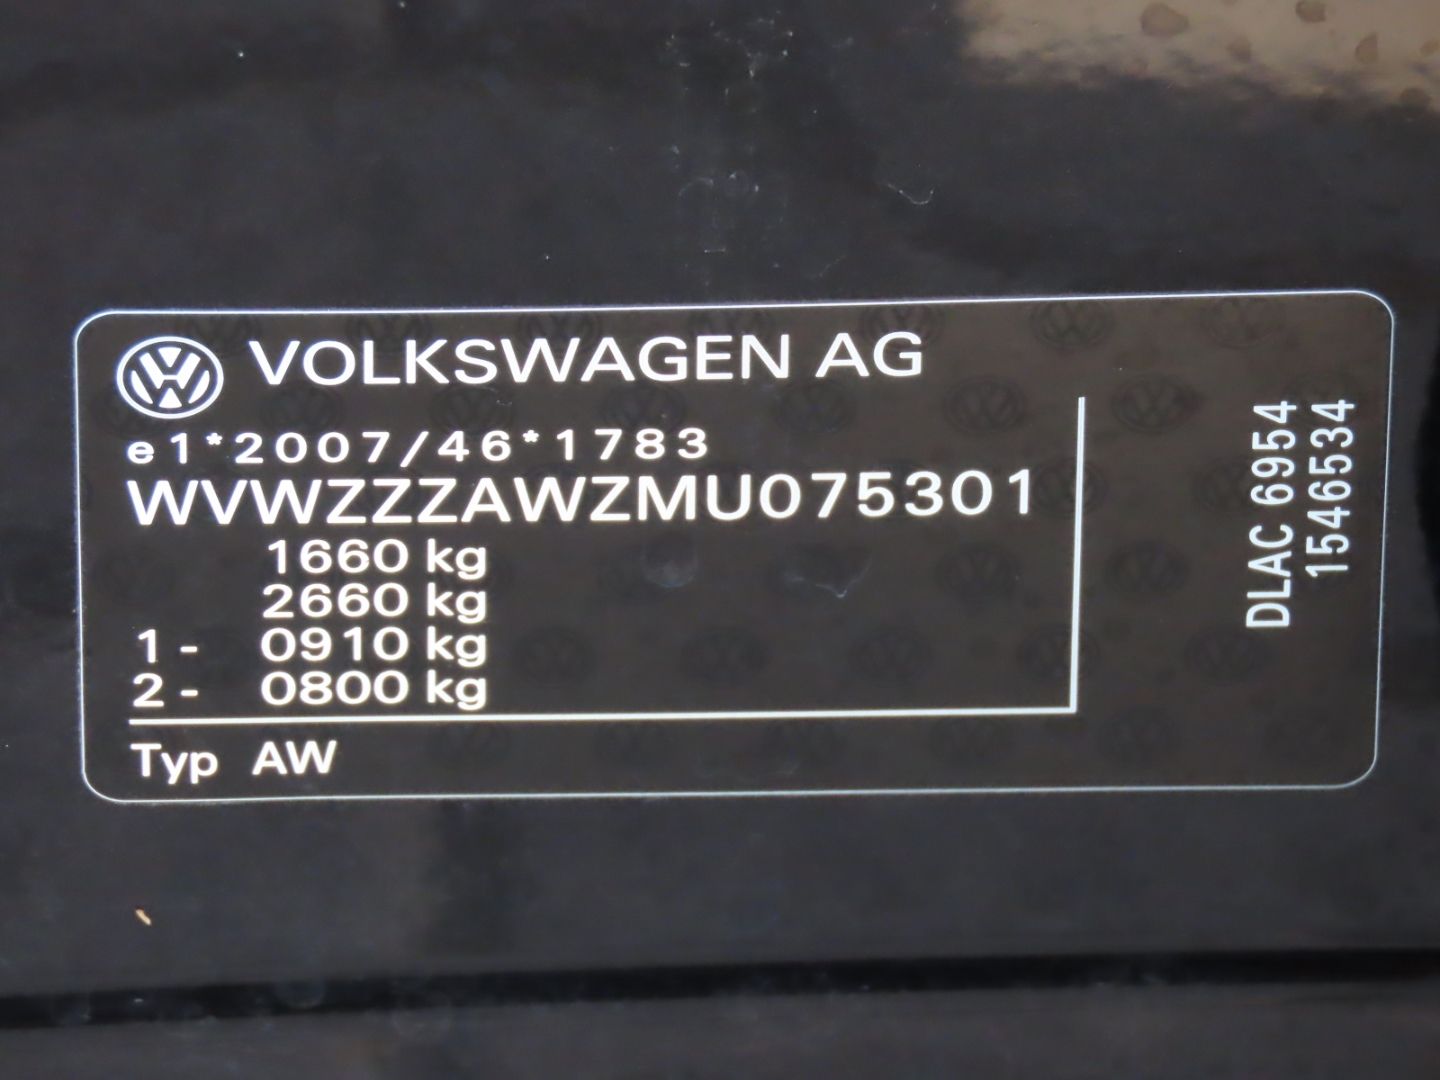 VOLKSWAGEN AG
e1*2007/46*1783
WVWZZZAWZMU075301
1660 kg
2660 kg
1 - 0910 kg
2 - 0800 kg
Typ AW
DLAC 6954
1546534